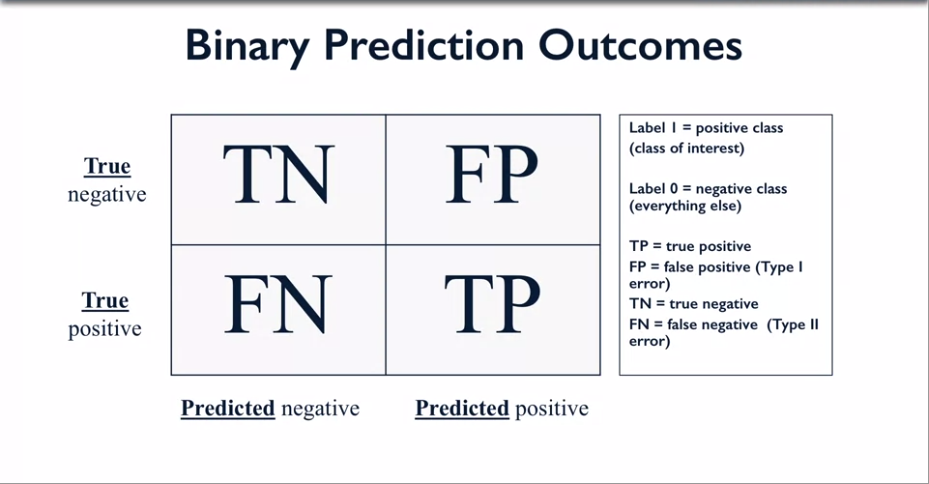 Binary Prediction Outcomes
True
negative
TN
FP
True
positive
FN
TP
Predicted negative
Predicted positive
Label 1 = positive class
(class of interest)
Label 0 = negative class
(everything else)
TP = true positive
FP = false positive (Type I
error)
TN = true negative
FN = false negative (Type II
error)